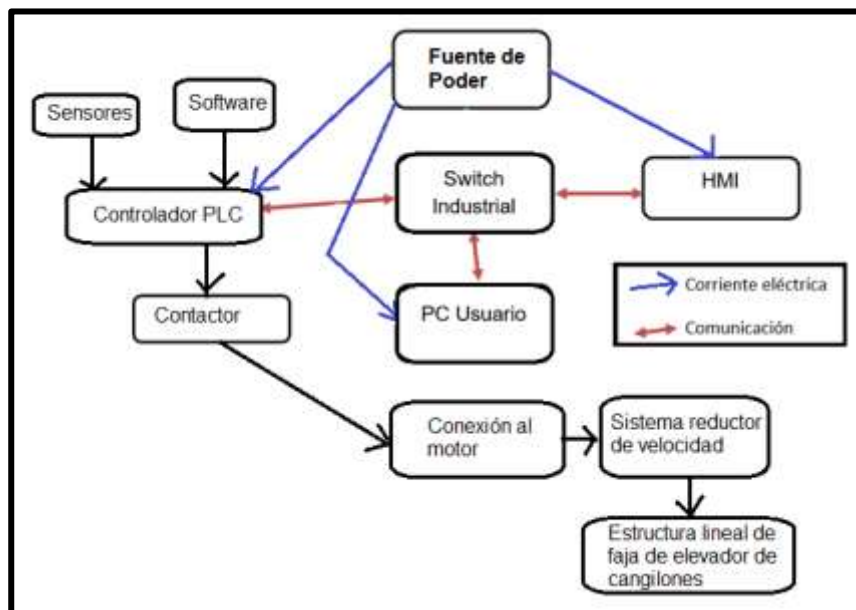 Fuente de
Poder
Sensores
Software
Switch
Industrial
HMI
Controlador PLC
Corriente eléctrica
Comunicación
Contactor
PC Usuario
Conexión al
motor
Sistema reductor
de velocidad
Estructura lineal de
faja de elevador de
cangilones